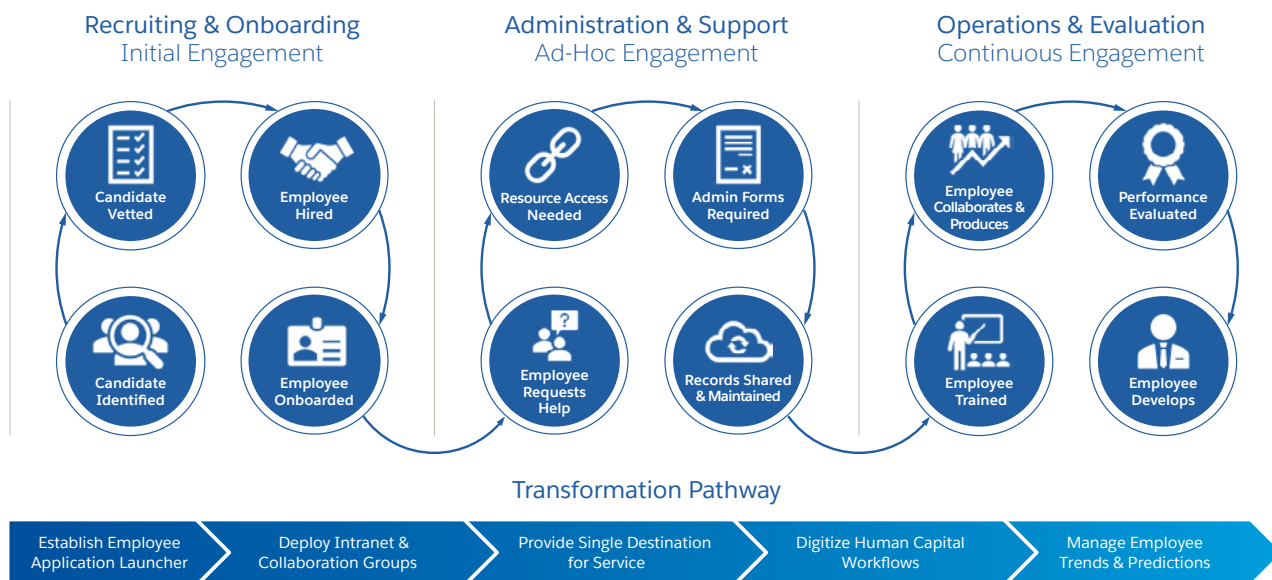 Recruiting & Onboarding
Initial Engagement
Administration & Support
Ad-Hoc Engagement
Operations & Evaluation
Continuous Engagement
Candidate
Vetted
Employee
Hired
Candidate
Identified
Employee
Onboarded
Resource Access
Needed
Admin Forms
Required
Employee
Requests
Help
Records Shared
& Maintained
Employee
Collaborates &
Produces
Performance
Evaluated
Employee
Trained
Employee
Develops
Transformation Pathway
Establish Employee
Application Launcher
Deploy Intranet &
Collaboration Groups
Provide Single Destination
for Service
Digitize Human Capital
Workflows
Manage Employee
Trends & Predictions